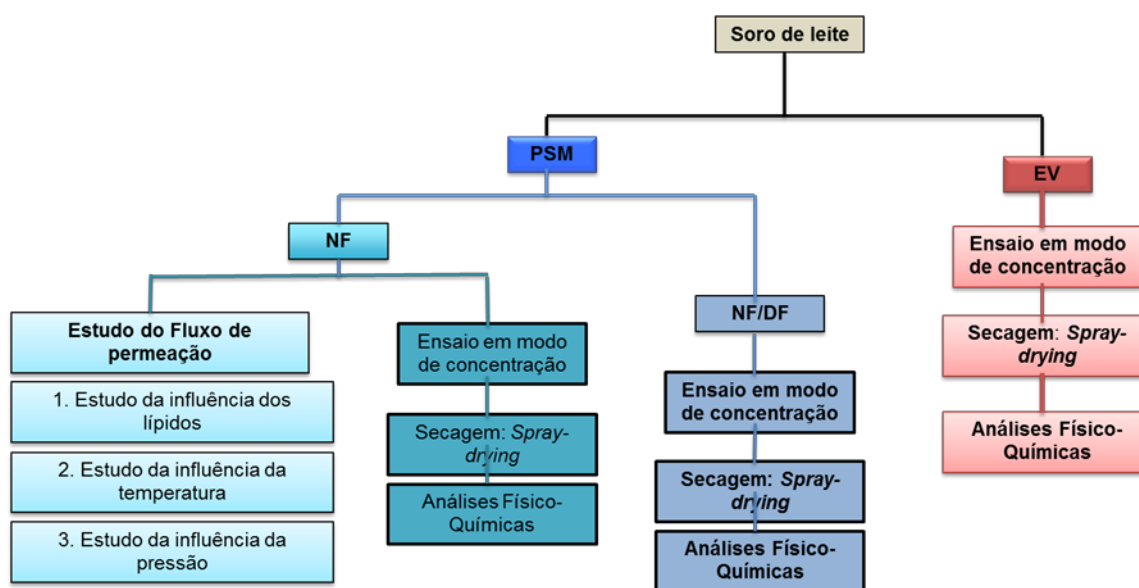 Soro de leite
PSM
EV
NF
NF/DF
Estudo do Fluxo de
permeação
1. Estudo da influência dos
lípidos
2. Estudo da influência da
temperatura
3. Estudo da influência da
pressão
Ensaio em modo
de concentração
Secagem: Spray-
drying
Análises Físico-
Químicas
Ensaio em modo
de concentração
Secagem: Spray-
drying
Análises Físico-
Químicas
Ensaio em modo
de concentração
Secagem: Spray-
drying
Análises Físico-
Químicas